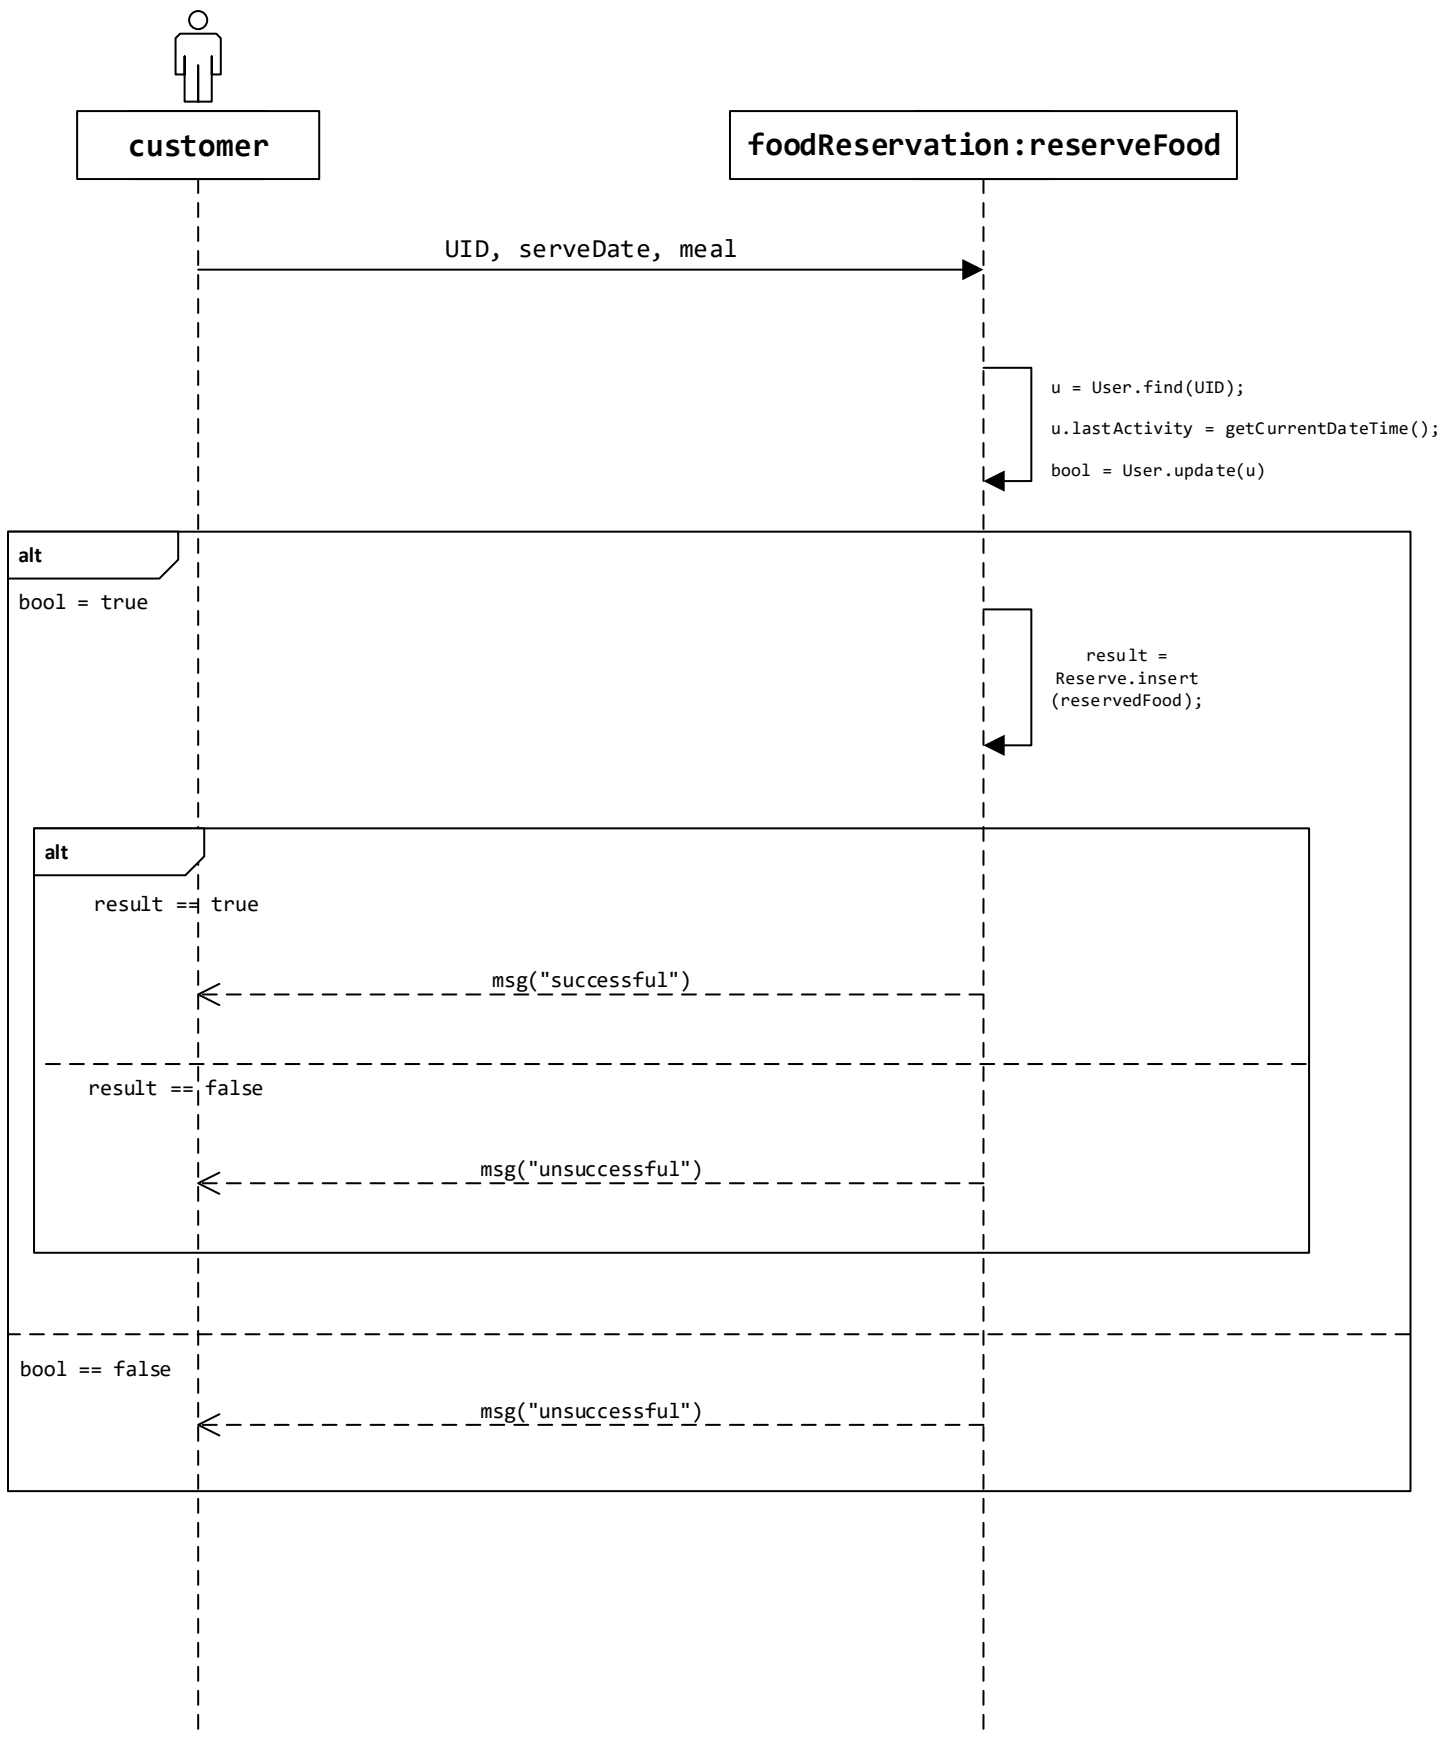 customer
foodReservation:reserveFood
UID, serveDate, meal
u = User.find(UID);
u.lastActivity = getCurrentDateTime();
bool = User.update(u)
alt
bool = true
result =
Reserve.insert
(reservedFood);
alt
result == true
msg("successful")
result == false
msg("unsuccessful")
bool == false
msg("unsuccessful")